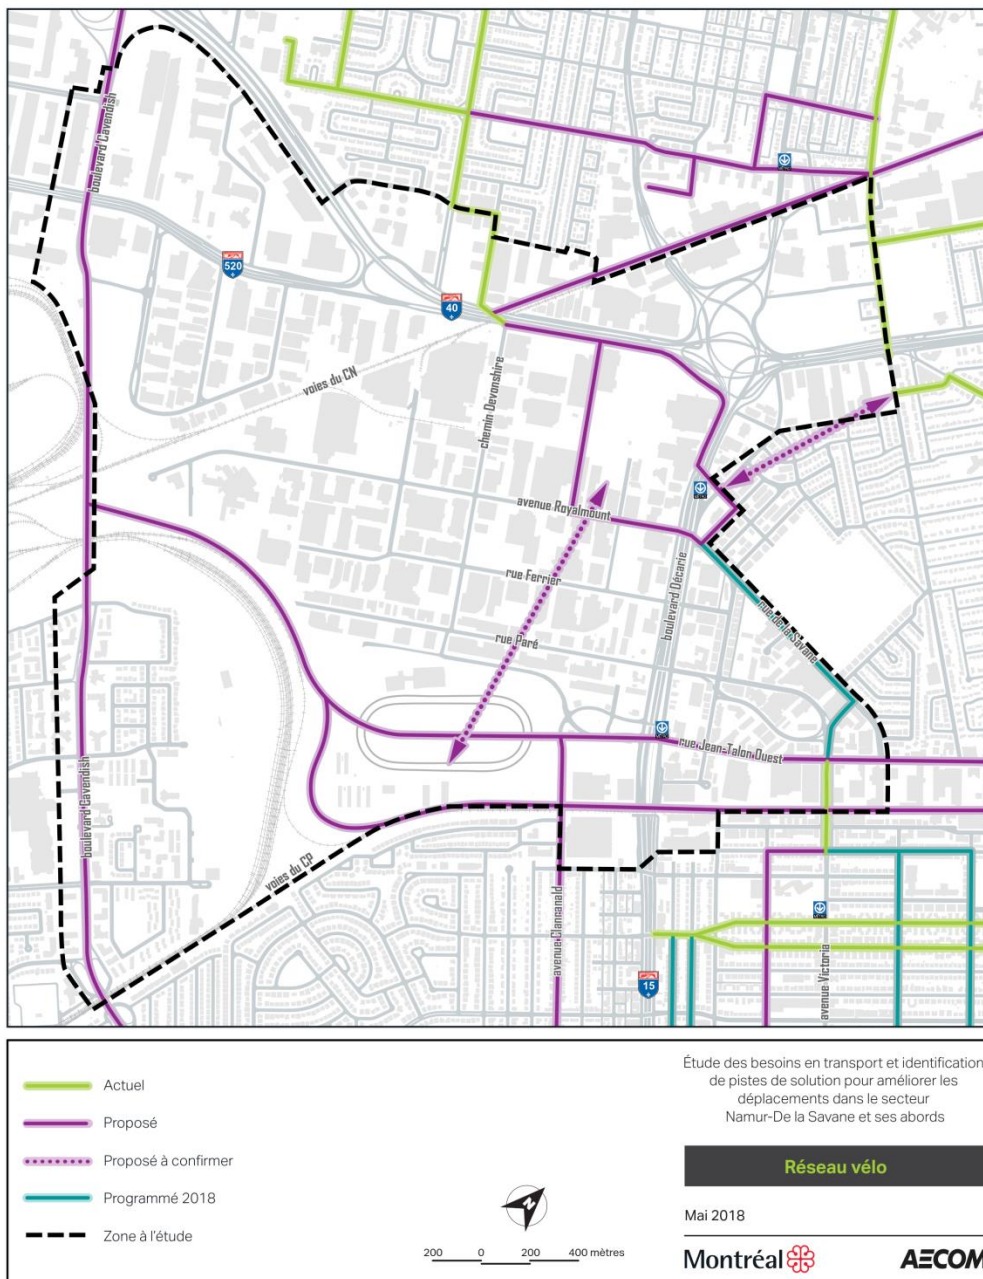 boulevard Cavendish
520
40
voies du CN
chemin Devonshire
avenue Royalmount
rue Ferrier
rue Paré
boulevard Décarie
rue de la Savane
rue Jean-Talon Ouest
boulevard Cavendish
voies du CP
avenue Clanranald
15
avenue Victoria
Actuel
Proposé
Proposé à confirmer
Programmé 2018
Zone à l'étude
N
200 0 200 400 mètres
Étude des besoins en transport et identification
de pistes de solution pour améliorer les
déplacements dans le secteur
Namur-De la Savane et ses abords
Réseau vélo
Mai 2018
Montréal
AECOM